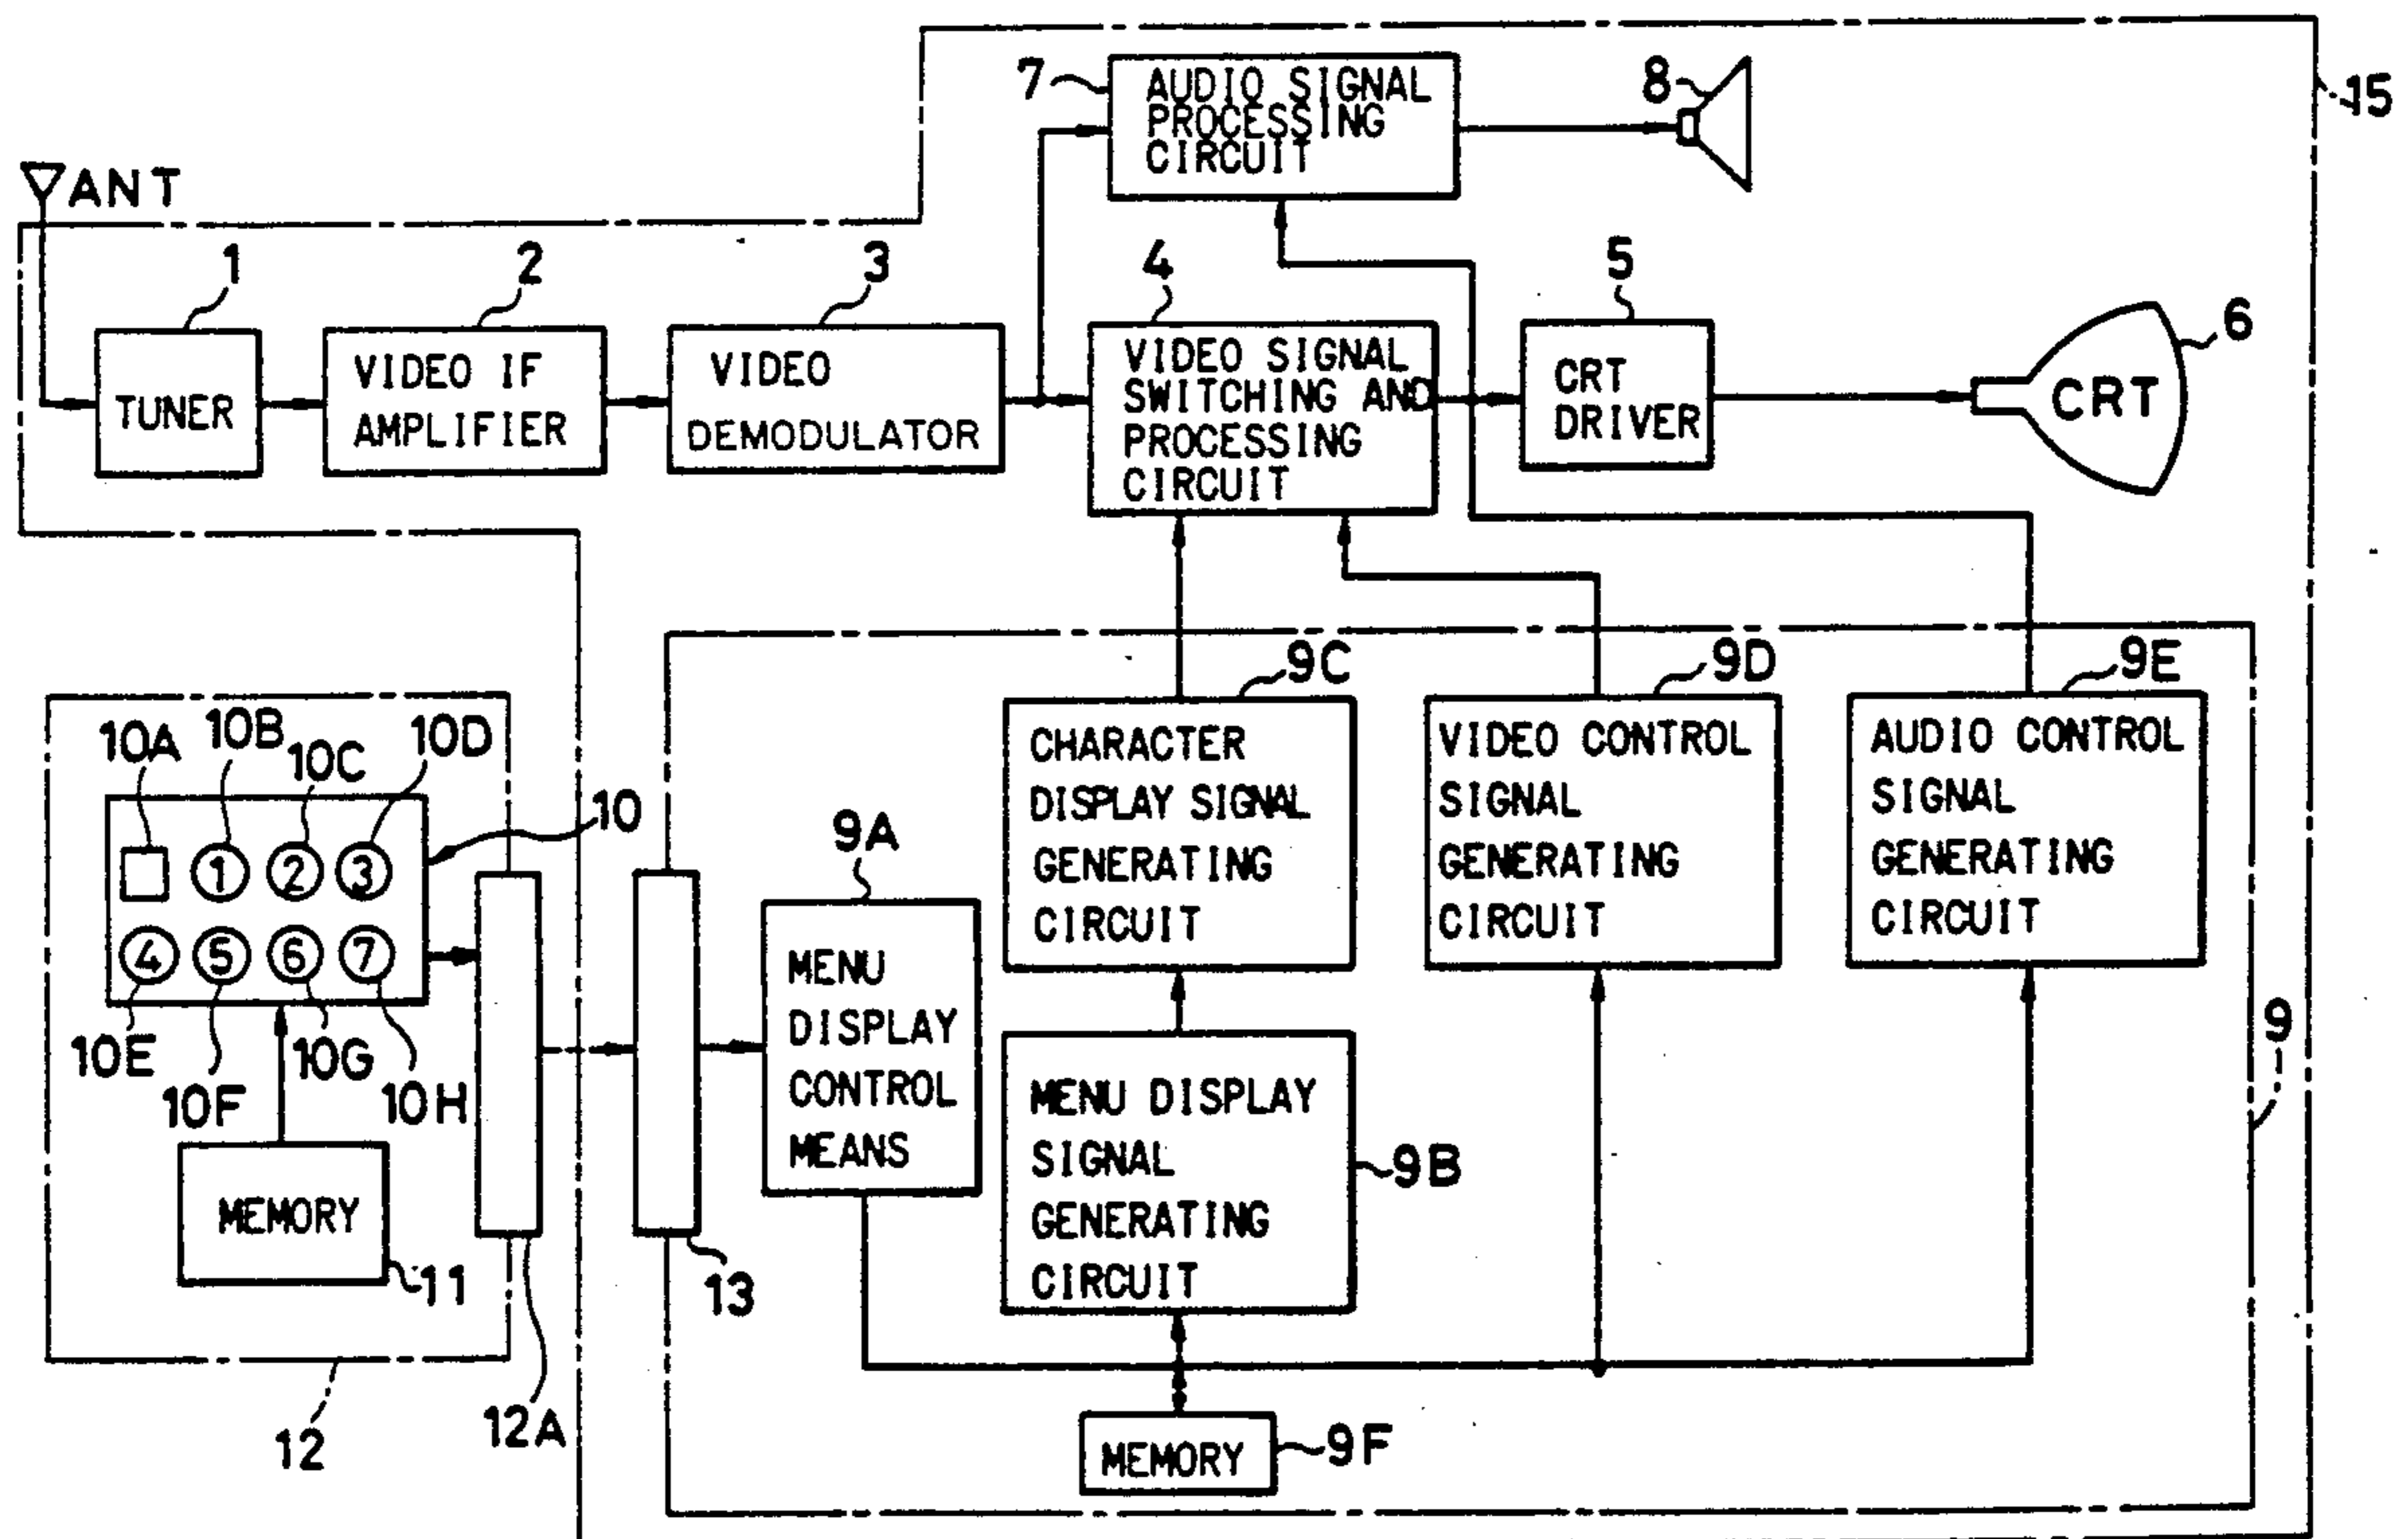 7
AUDIO SIGNAL
PROCESSING
CIRCUIT
8
15
ANT
1
2
3
4
5
6
TUNER
VIDEO IF
AMPLIFIER
VIDEO
DEMODULATOR
VIDEO SIGNAL
SWITCHING AND
PROCESSING
CIRCUIT
CRT
DRIVER
CRT
10A
10B
10C
10D
10
1
2
3
4
5
6
7
10E
10F
10G
10H
MEMORY
11
12
12A
13
9A
MENU
DISPLAY
CONTROL
MEANS
9C
CHARACTER
DISPLAY SIGNAL
GENERATING
CIRCUIT
9D
VIDEO CONTROL
SIGNAL
GENERATING
CIRCUIT
9E
AUDIO CONTROL
SIGNAL
GENERATING
CIRCUIT
9
MENU DISPLAY
SIGNAL
GENERATING
CIRCUIT
9B
MEMORY
9F